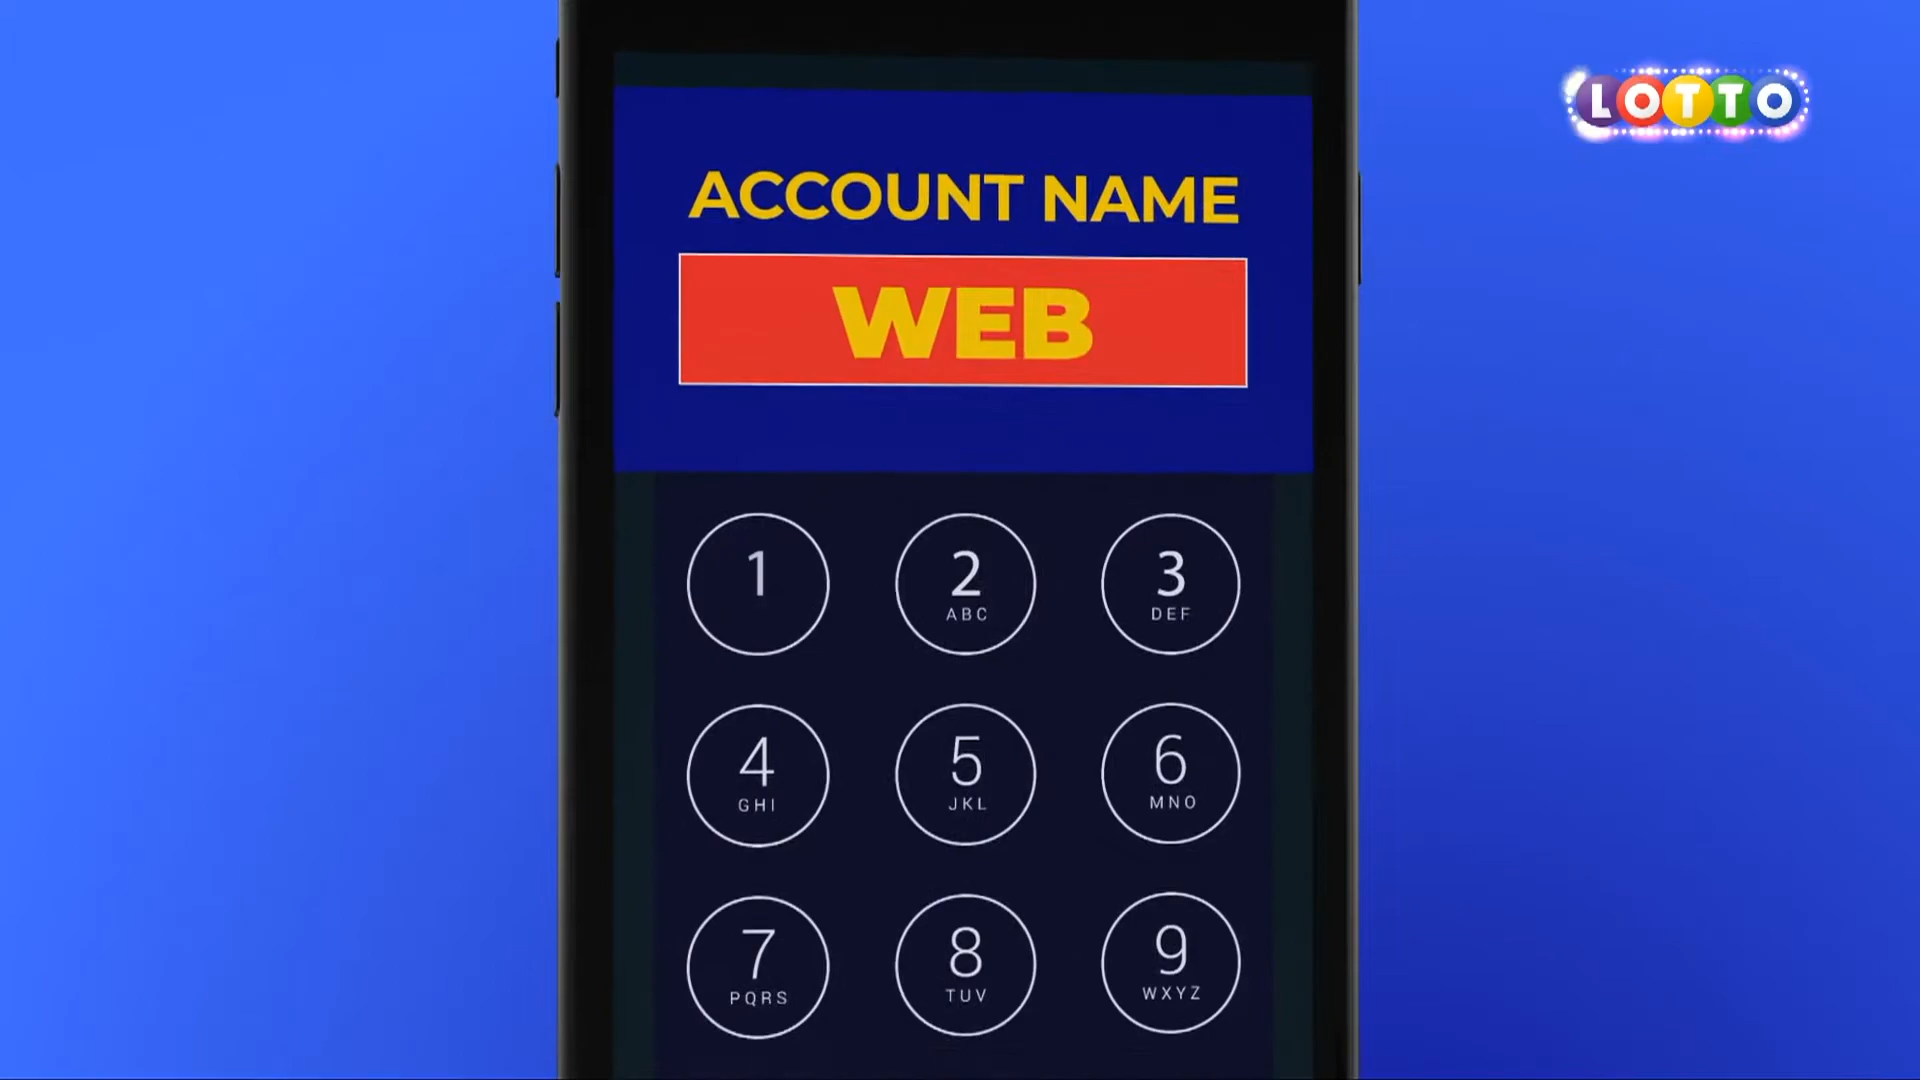 LOTTO
ACCOUNT NAME
WEB
1
2
ABC
3
DEF
4
GHI
5
JKL
6
MNO
7
PQRS
8
TUV
9
WXYZ